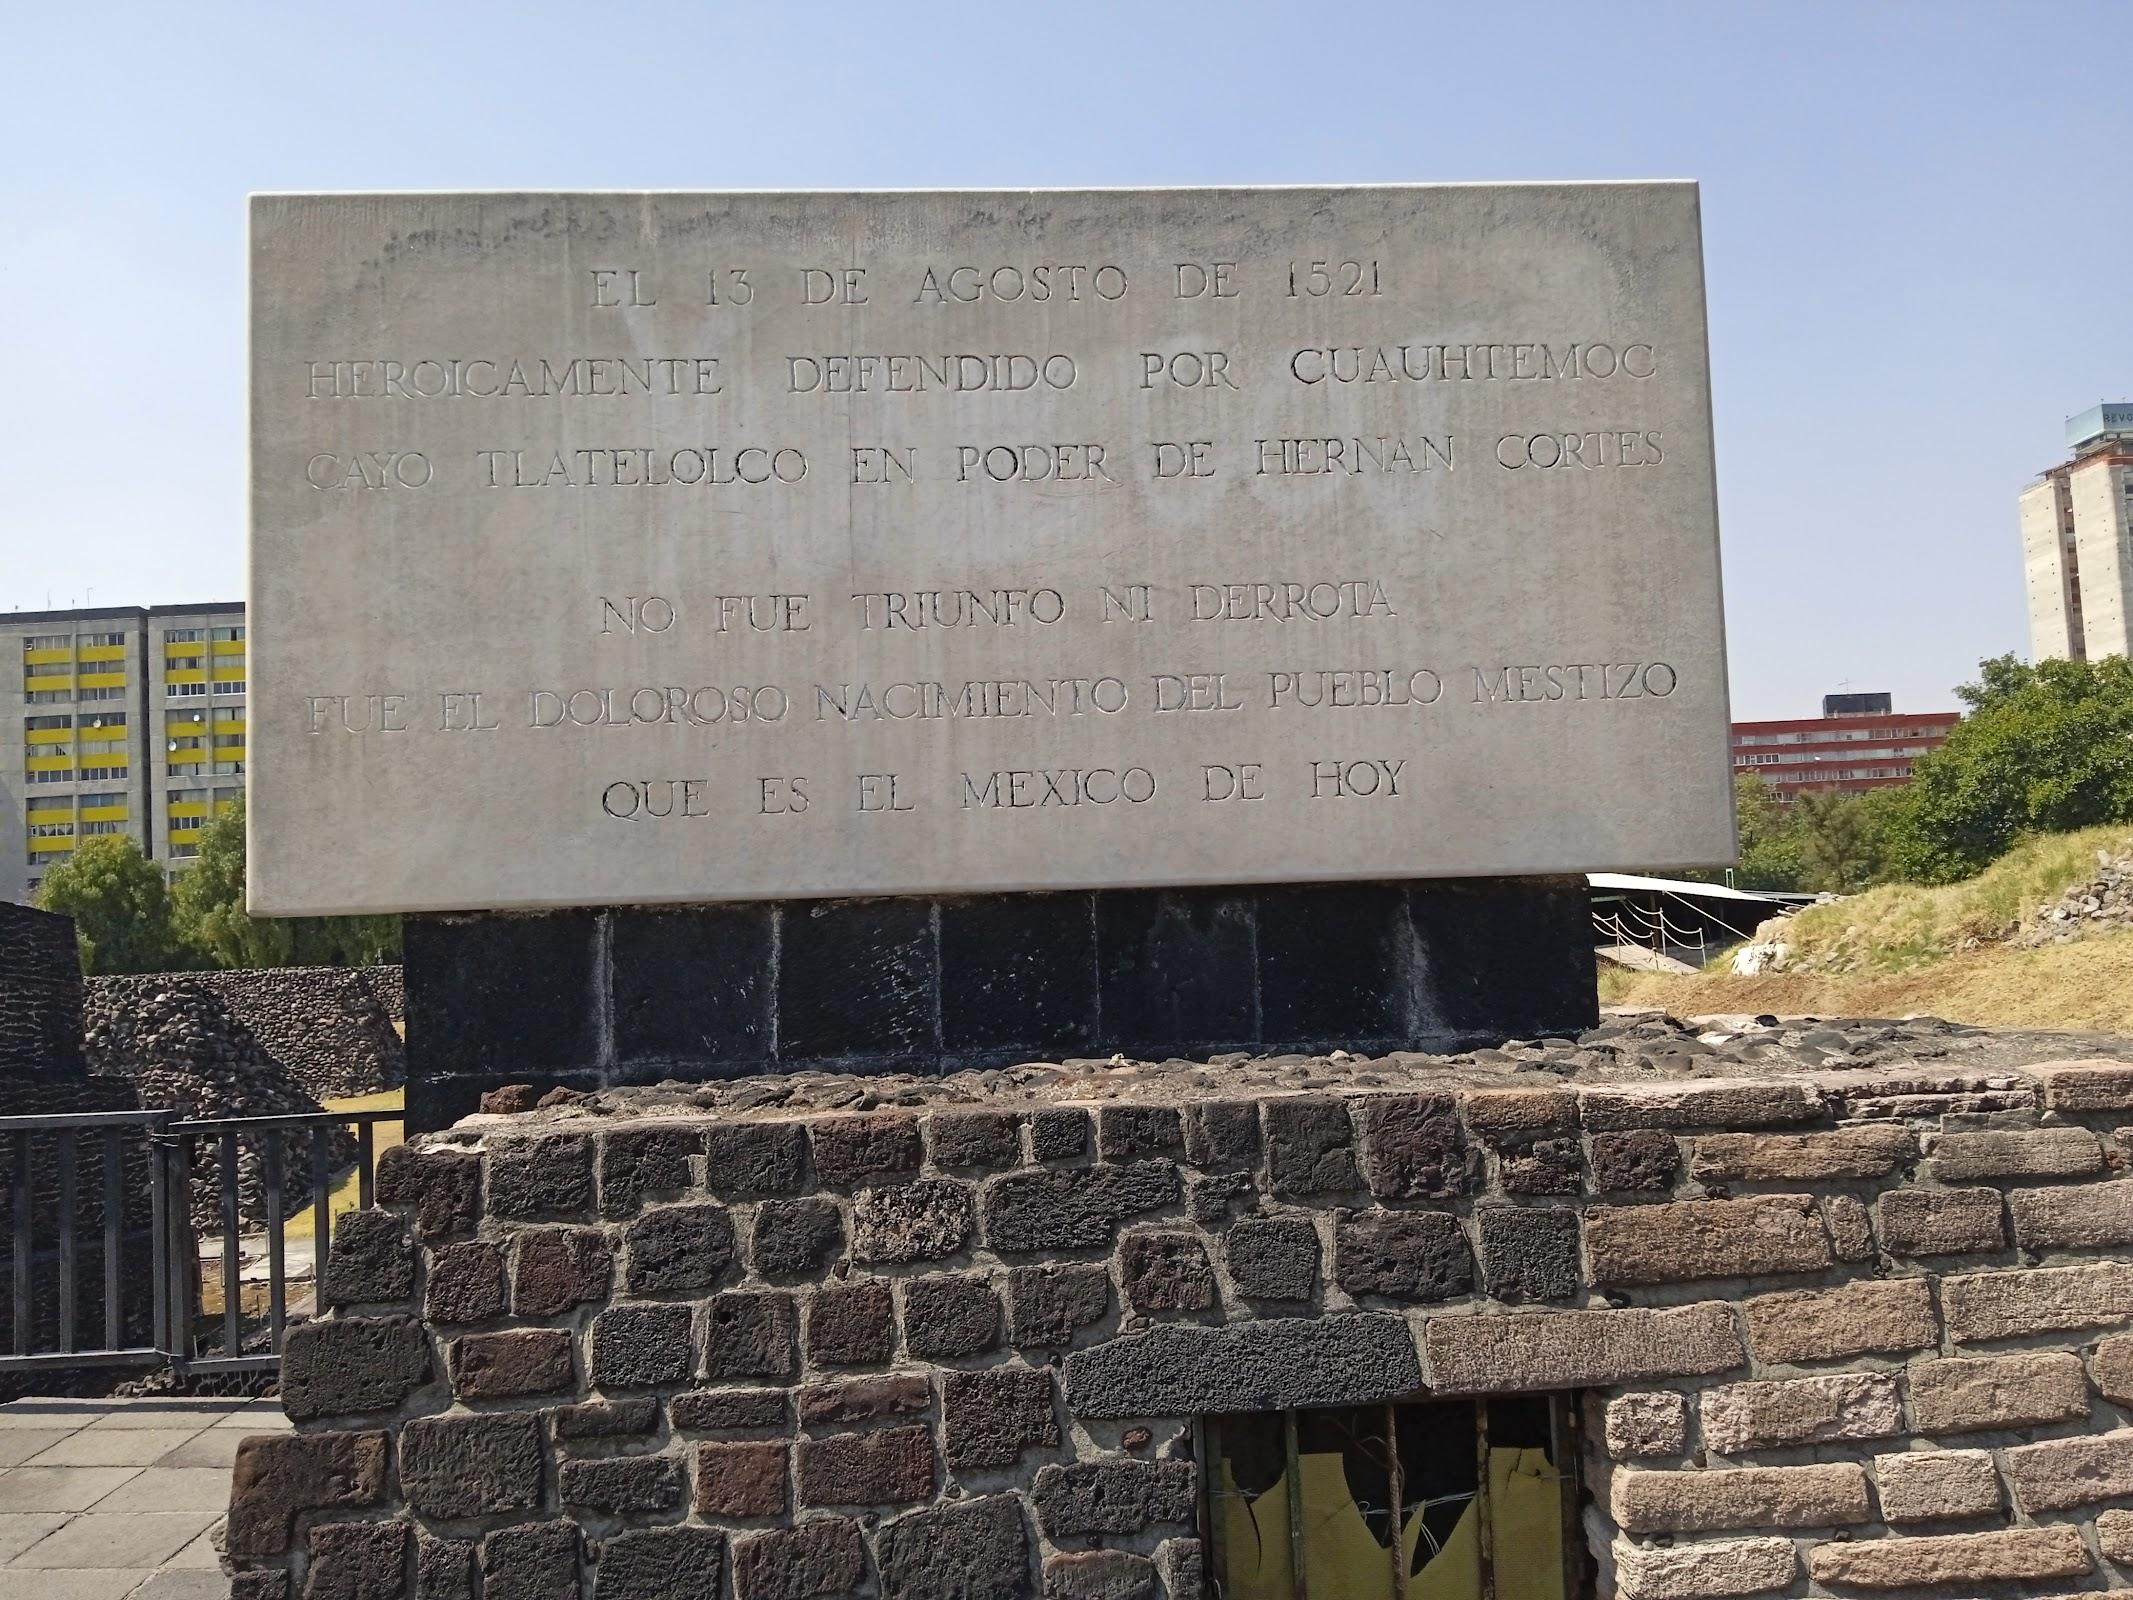 EL 13 DE AGOSTO DE 1521
HEROICAMENTE DEFENDIDO POR CUAUHTEMOC
CAYO TLATELOLCO EN PODER DE HERNAN CORTES
NO FUE TRIUNFO NI DERROTA
FUE EL DOLOROSO NACIMIENTO DEL PUEBLO MESTIZO
QUE ES EL MEXICO DE HOY